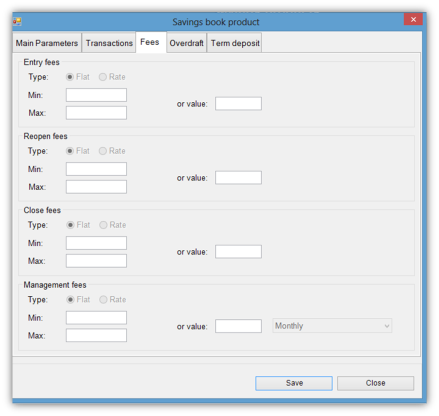 Savings book product
Main Parameters Transactions Fees Overdraft Term deposit
Entry fees
Type: Flat Rate
Min:
or value:
Max:
Reopen fees
Type: Flat Rate
Min:
or value:
Max:
Close fees
Type: Flat Rate
Min:
or value:
Max:
Management fees
Type: Flat Rate
Min:
or value: Monthly
Max:
Save Close